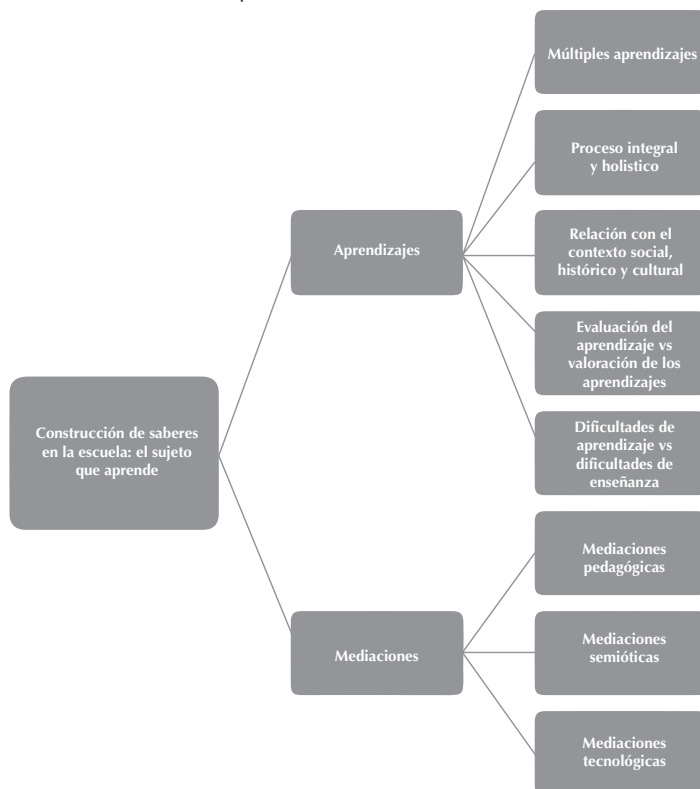 Múltiples aprendizajes
Proceso integral
y holistico
Aprendizajes
Relación con el
contexto social,
histórico y cultural
Evaluación del
aprendizaje vs
valoración de los
aprendizajes
Dificultades de
aprendizaje vs
dificultades de
enseñanza
Construcción de saberes
en la escuela: el sujeto
que aprende
Mediaciones
pedagógicas
Mediaciones
Mediaciones
semióticas
Mediaciones
tecnológicas